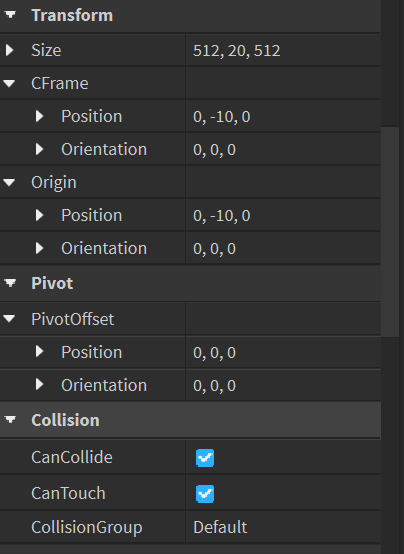 Transform
Size 512, 20, 512
CFrame
Position 0, -10, 0
Orientation 0, 0, 0
Origin
Position 0, -10, 0
Orientation 0, 0, 0
Pivot
PivotOffset
Position 0, 0, 0
Orientation 0, 0, 0
Collision
CanCollide
CanTouch
CollisionGroup Default